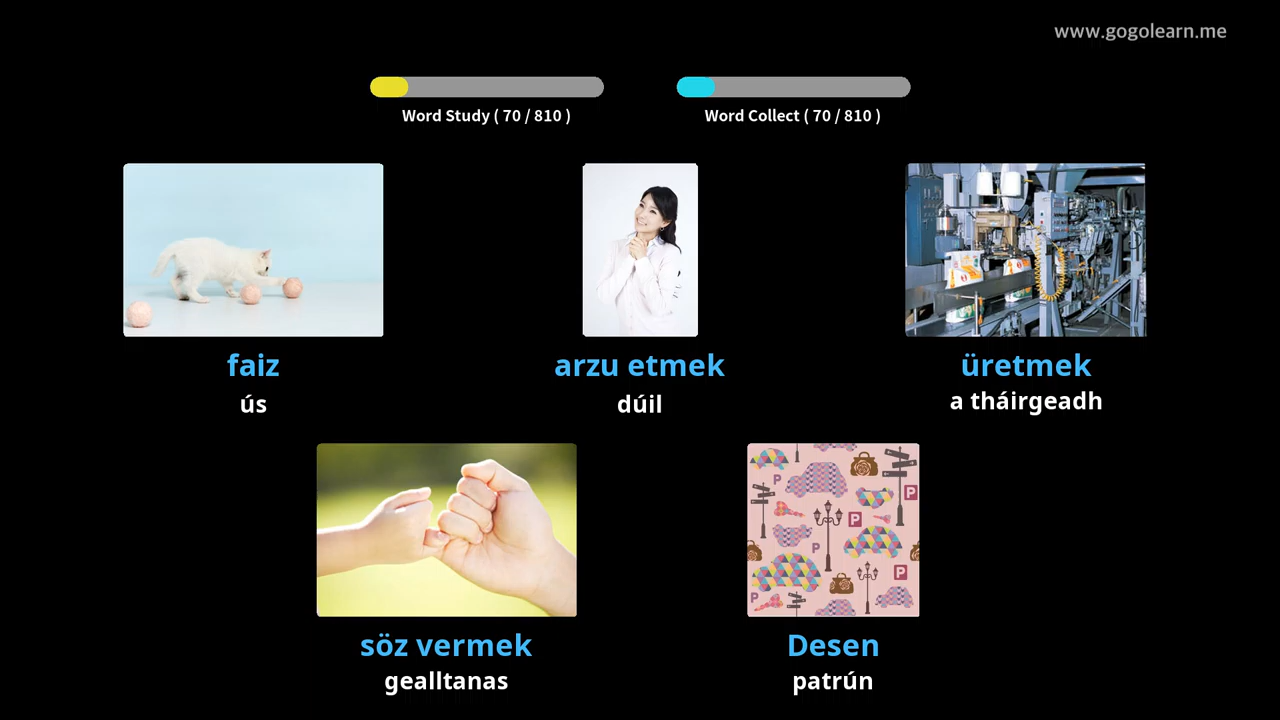 www.gogolearn.me
Word Study ( 70 / 810 )
Word Collect ( 70 / 810 )
faiz
ús
arzu etmek
dúil
üretmek
a tháirgeadh
söz vermek
gealltanas
Desen
patrún
P
P
P
P
P
P